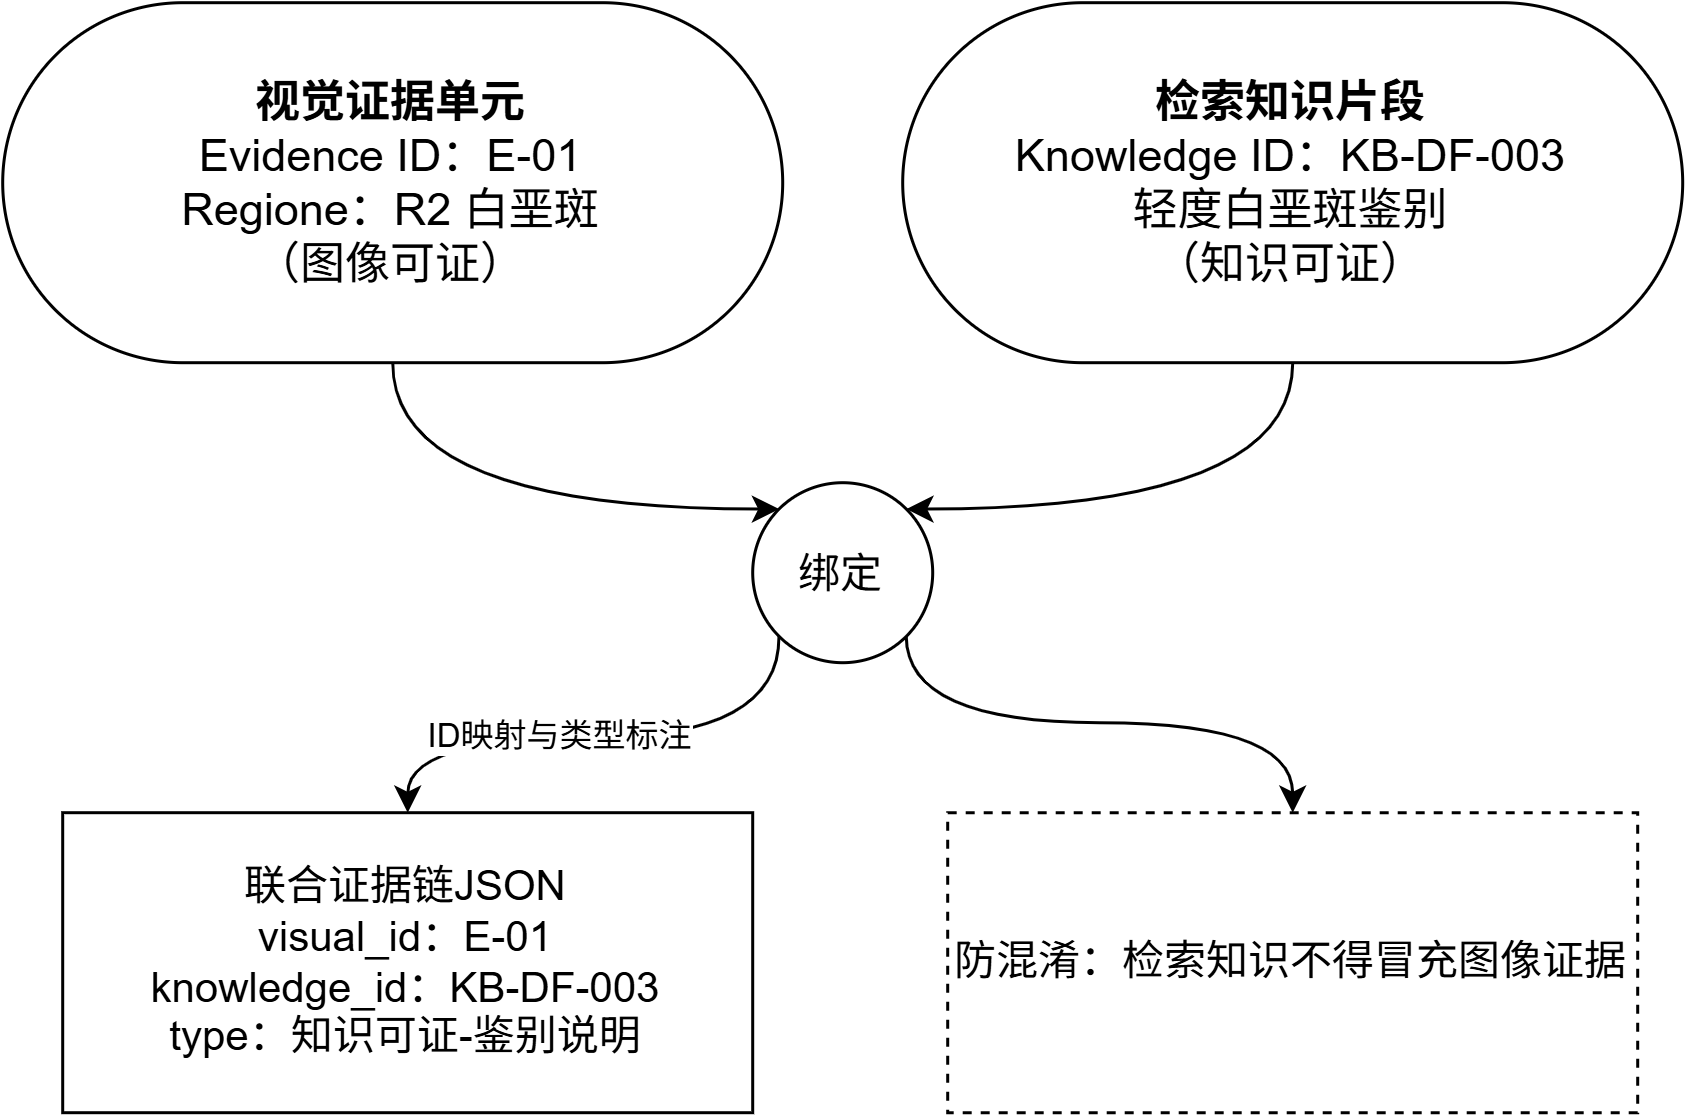 视觉证据单元
Evidence ID：E-01
Regione：R2 白垩斑
（图像可证）
检索知识片段
Knowledge ID：KB-DF-003
轻度白垩斑鉴别
（知识可证）
绑定
ID映射与类型标注
联合证据链JSON
visual_id：E-01
knowledge_id：KB-DF-003
type：知识可证-鉴别说明
防混淆：检索知识不得冒充图像证据